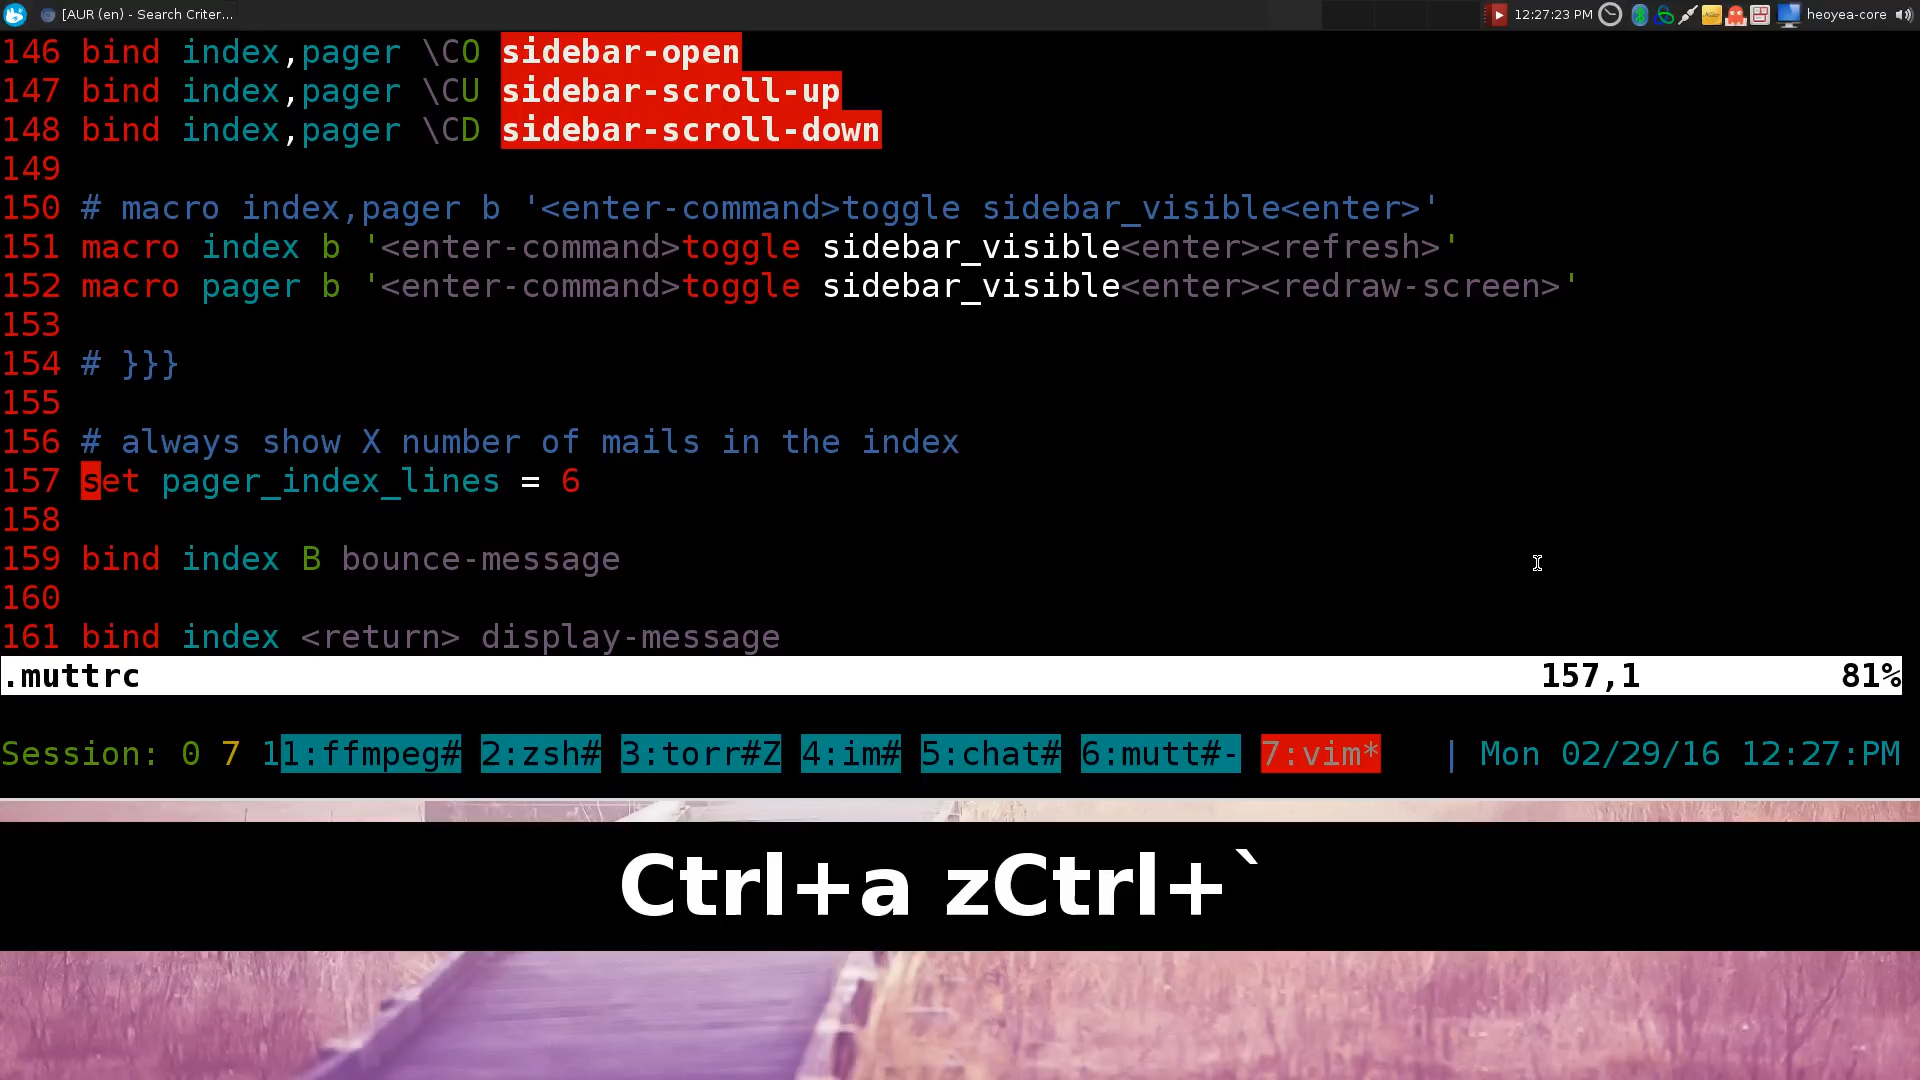 [AUR (en) - Search Criter... 12:27:23 PM heoyea-core
146 bind index,pager \CO sidebar-open
147 bind index,pager \CU sidebar-scroll-up
148 bind index,pager \CD sidebar-scroll-down
149
150 # macro index,pager b '<enter-command>toggle sidebar_visible<enter>'
151 macro index b '<enter-command>toggle sidebar_visible<enter><refresh>'
152 macro pager b '<enter-command>toggle sidebar_visible<enter><redraw-screen>'
153
154 # }}}
155
156 # always show X number of mails in the index
157 set pager_index_lines = 6
158
159 bind index B bounce-message
160
161 bind index <return> display-message
.muttrc 157,1 81%
Session: 0 7 11:ffmpeg# 2:zsh# 3:torr#Z 4:im# 5:chat# 6:mutt#- 7:vim* | Mon 02/29/16 12:27:PM
Ctrl+a zCtrl+`